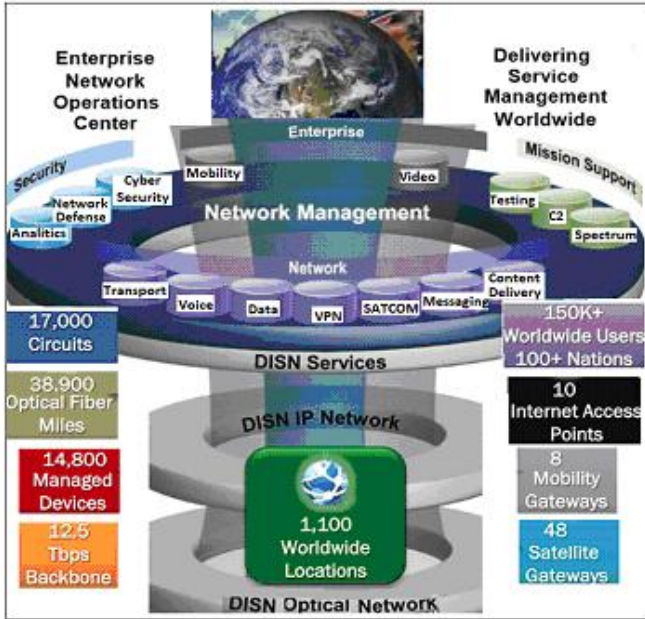 Enterprise
Network
Operations
Center
Delivering
Service
Management
Worldwide
Enterprise
Security
Mission Support
Cyber
Security
Network
Defense
Analitics
Mobility
Video
Testing
C2
Spectrum
Network Management
Network
Transport
Voice
Data
VPN
SATCOM
Messaging
Content
Delivery
17,000
Circuits
150K+
Worldwide Users
100+ Nations
DISN Services
38,900
Optical Fiber
Miles
10
Internet Access
Points
DISN IP Network
14,800
Managed
Devices
8
Mobility
Gateways
1,100
Worldwide
Locations
12.5
Tbps
Backbone
48
Satellite
Gateways
DISN Optical Network